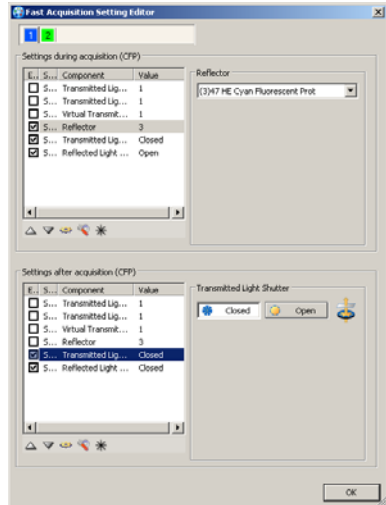 Fast Acquisition Setting Editor
1 2
Settings during acquisition (CFP)
E.. S... Component Value
S... Transmitted Lig... 1
S... Transmitted Lig... 1
S... Virtual Transmit... 1
S... Reflector 3
S... Transmitted Lig... Closed
S... Reflected Light ... Open
Reflector
(3)47 HE Cyan Fluorescent Prot
Settings after acquisition (CFP)
E.. S... Component Value
S... Transmitted Lig... 1
S... Transmitted Lig... 1
S... Virtual Transmit... 1
S... Reflector 3
S... Transmitted Lig... Closed
S... Reflected Light ... Closed
Transmitted Light Shutter
Closed Open
OK